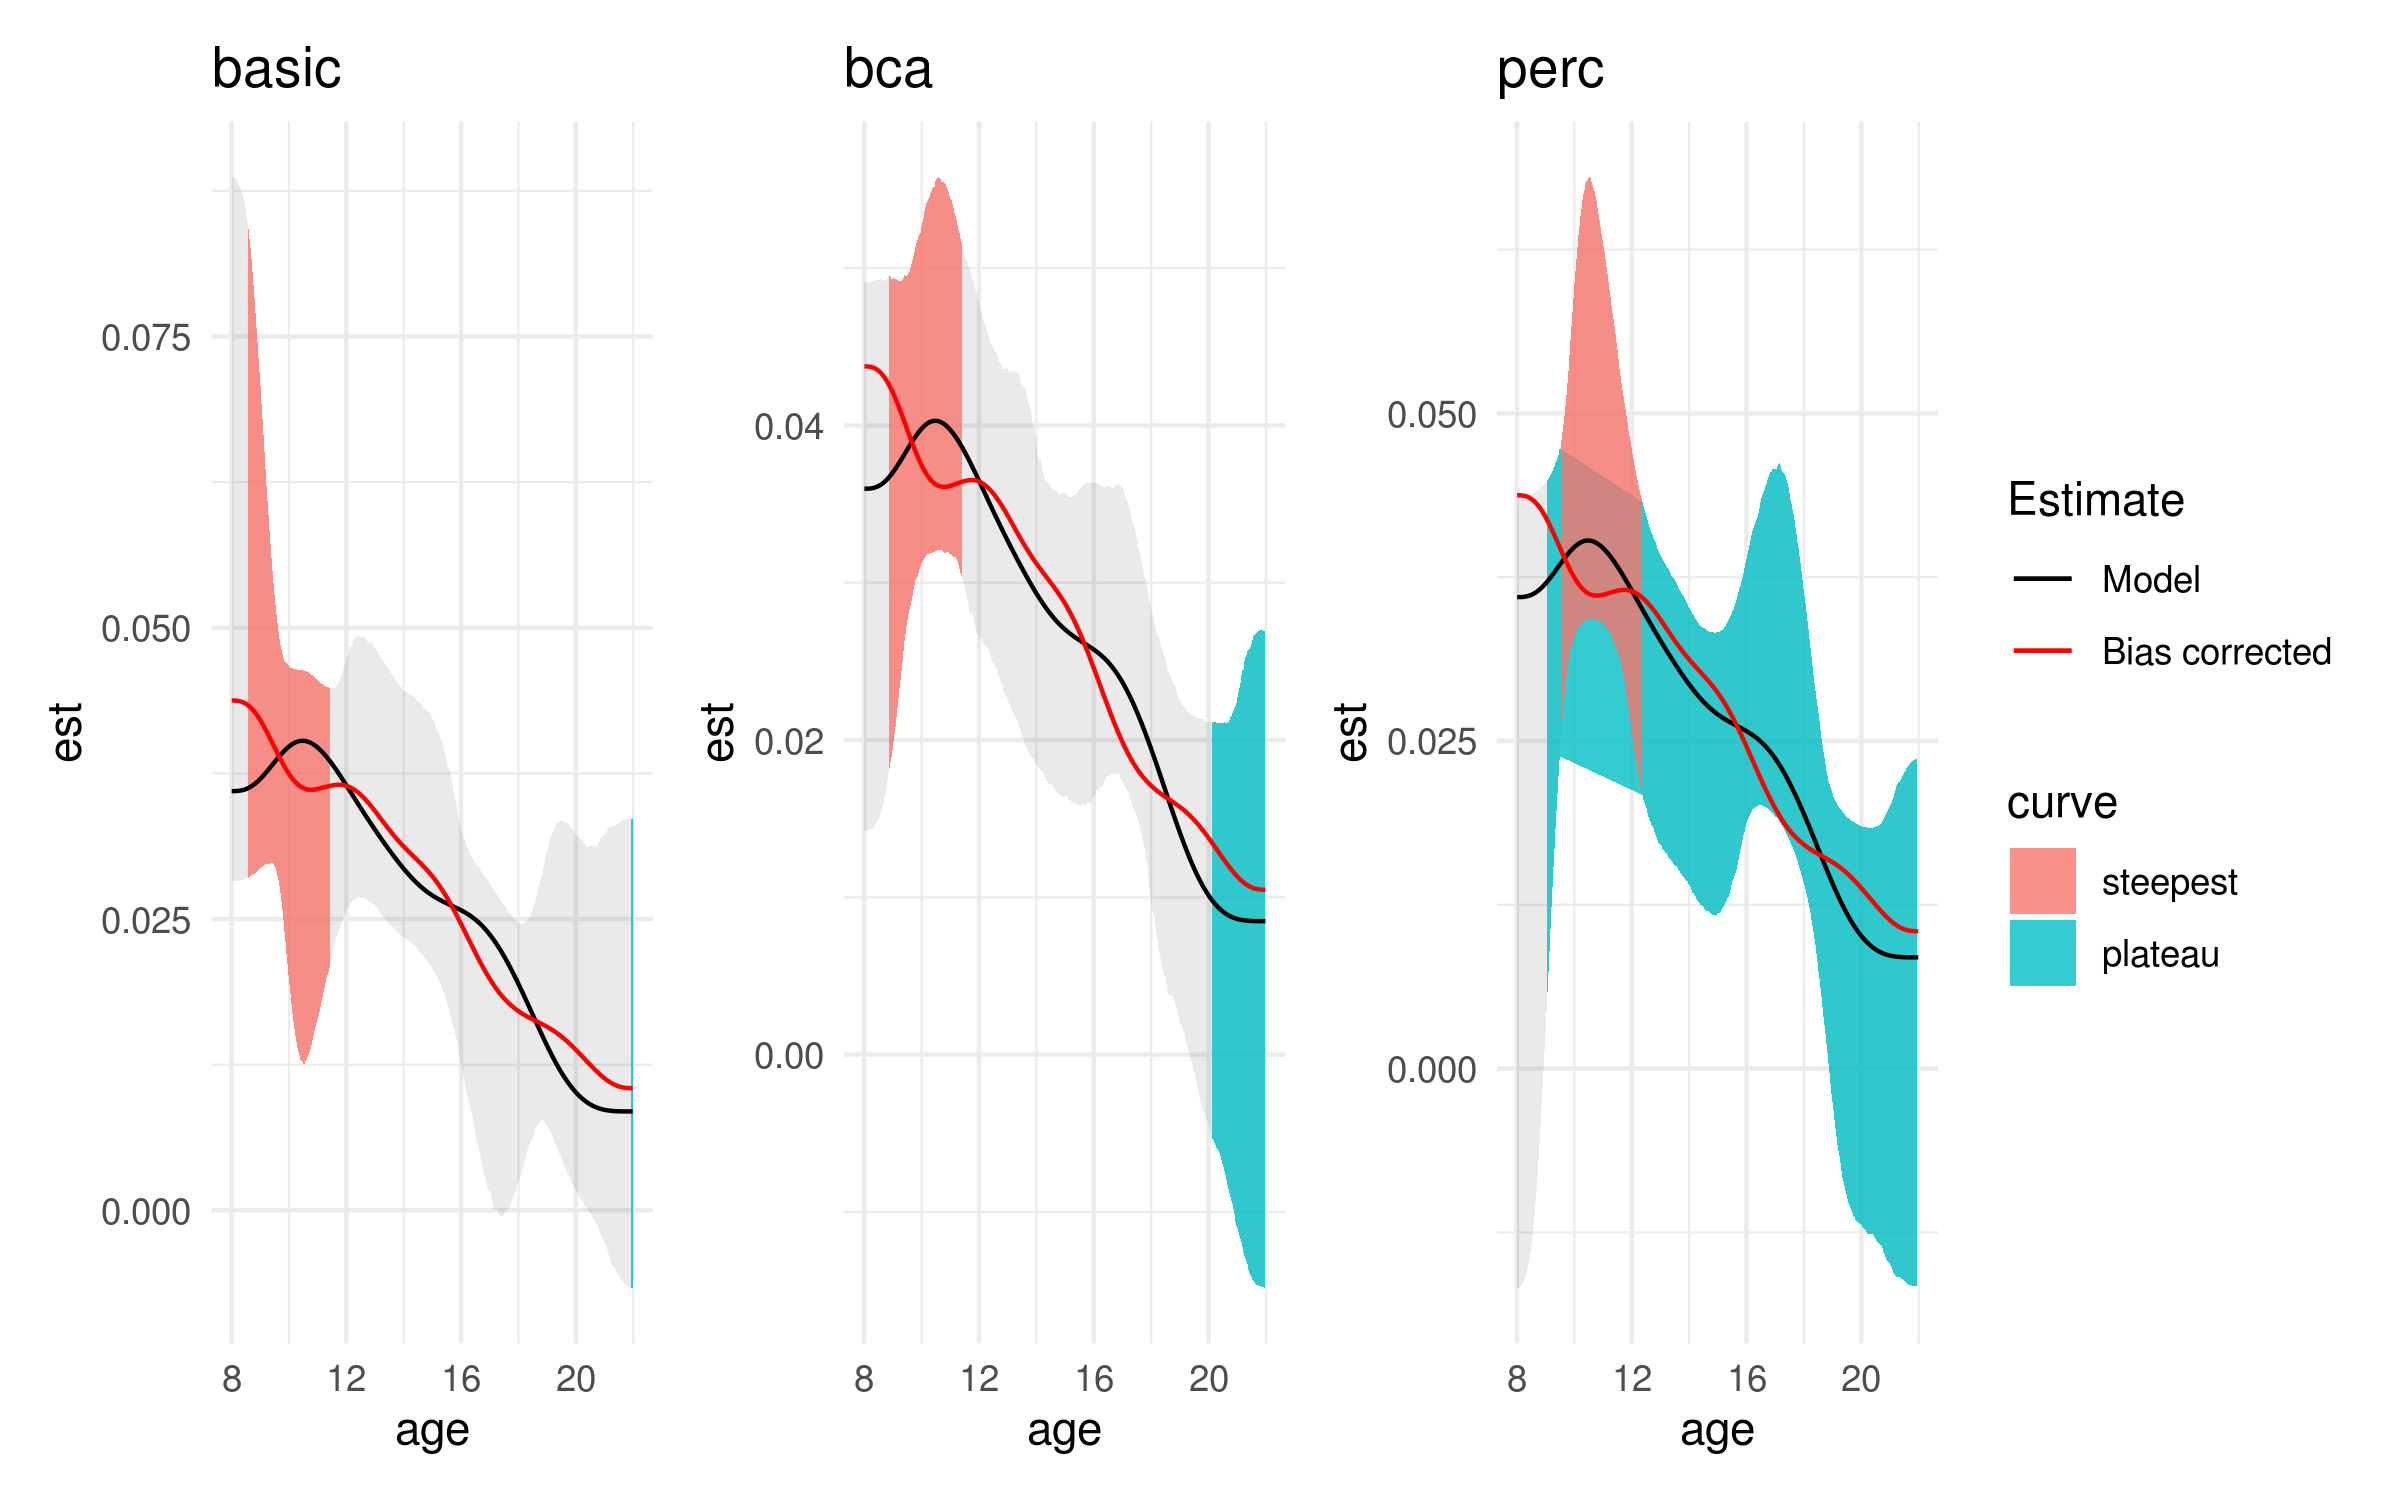 basic
bca
perc
est
0.075
0.050
0.025
0.000
8 12 16 20
age
est
0.04
0.02
0.00
8 12 16 20
age
est
0.050
0.025
0.000
8 12 16 20
age
Estimate
Model
Bias corrected
curve
steepest
plateau